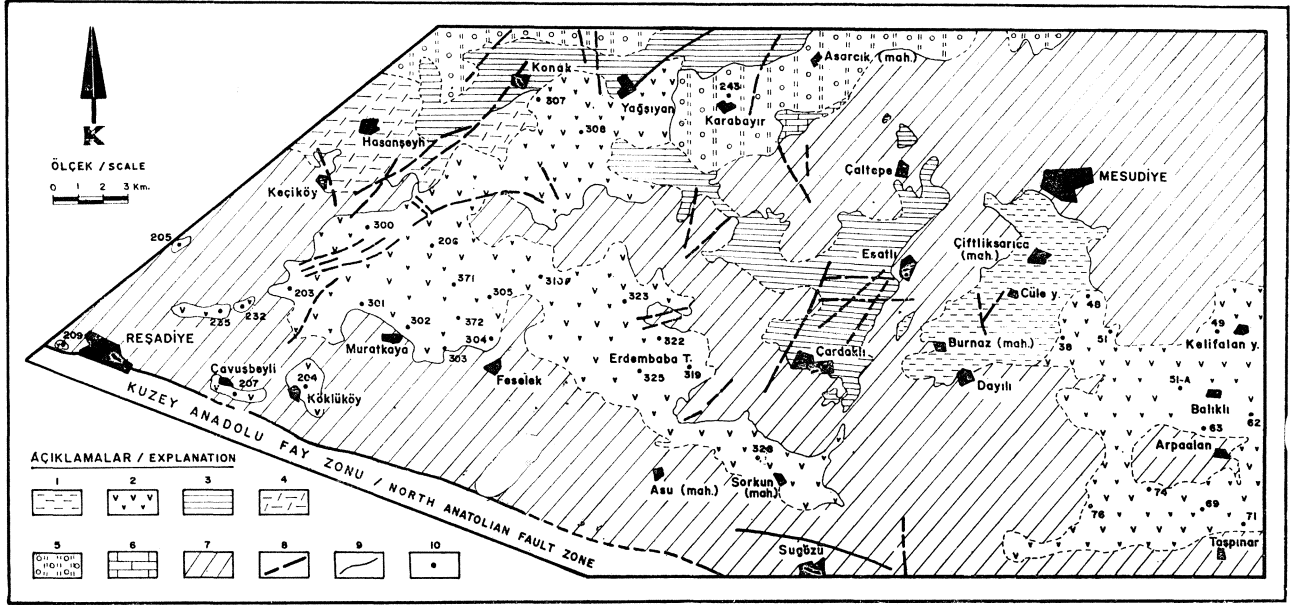 K
ÖLÇEK / SCALE
0 1 2 3 Km.
Konak
307
308
Yağsıyan
243
Karabayır
Asarcık (mah.)
Hasanşeyh
Keçiköy
Çaltepe
MESUDİYE
205
300
206
Çiftliksarıca
(mah.)
Esatlı
203
371
305
310
323
Cüle y.
48
235
232
301
302
372
304
303
322
49
Kelifalan y.
209
REŞADİYE
Muratkaya
Erdembaba T.
319
325
Çardaklı
Burnaz (mah.)
38
51
Çavuşbeyli
207
204
Köklüköy
Feselek
Dayılı
51-A
Balıklı
63
62
Arpaalan
KUZEY ANADOLU FAY ZONU / NORTH ANATOLIAN FAULT ZONE
328
Asu (mah.)
Sorkun
(mah.)
74
76
69
71
Taşpınar
Sugözü
AÇIKLAMALAR / EXPLANATION
1 2 3 4
5 6 7 8 9 10